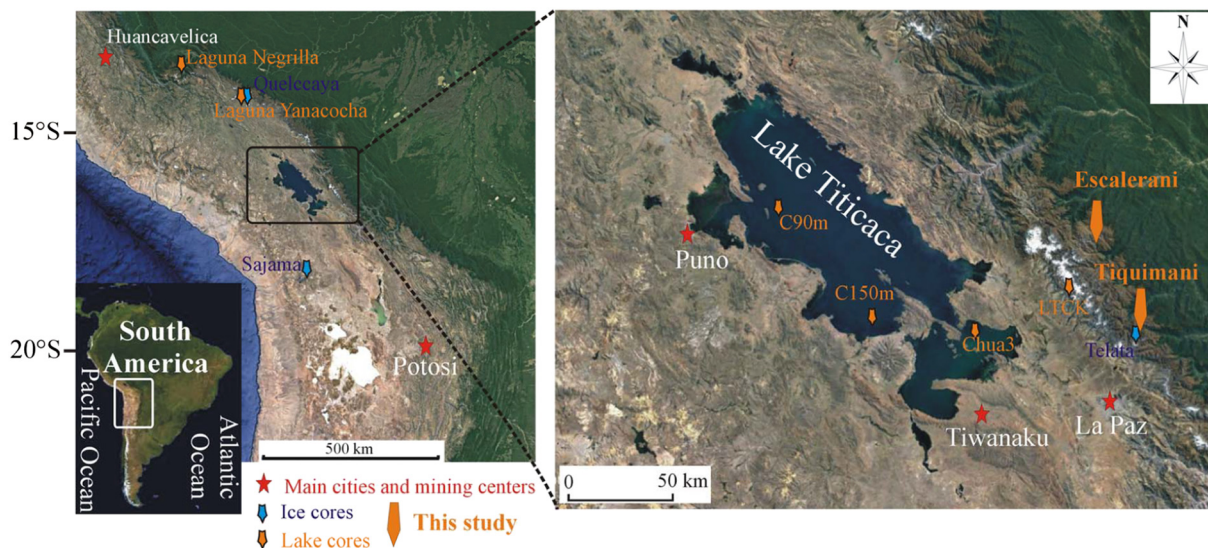 Huancavelica
Laguna Negrilla
Quelccaya
Laguna Yanacocha
15°S
Sajama
20°S
Potosi
South
America
Pacific Ocean
Atlantic
Ocean
500 km
Main cities and mining centers
Ice cores
Lake cores
This study
N
Lake Titicaca
Escalerani
C90m
Puno
Tiquimani
C150m
LTCK
Chua3
Telata
La Paz
Tiwanaku
0 50 km